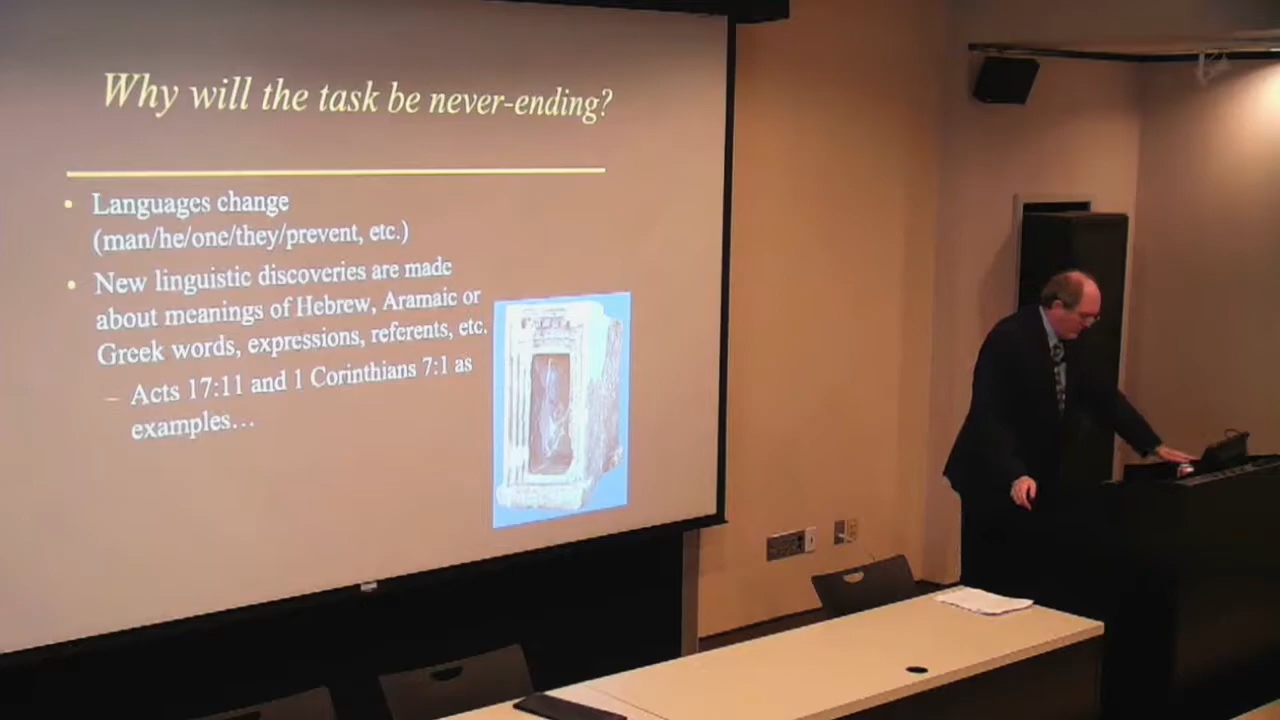 Why will the task be never-ending?
• Languages change
(man/he/one/they/prevent, etc.)
• New linguistic discoveries are made
about meanings of Hebrew, Aramaic or
Greek words, expressions, referents, etc.
– Acts 17:11 and 1 Corinthians 7:1 as
examples…